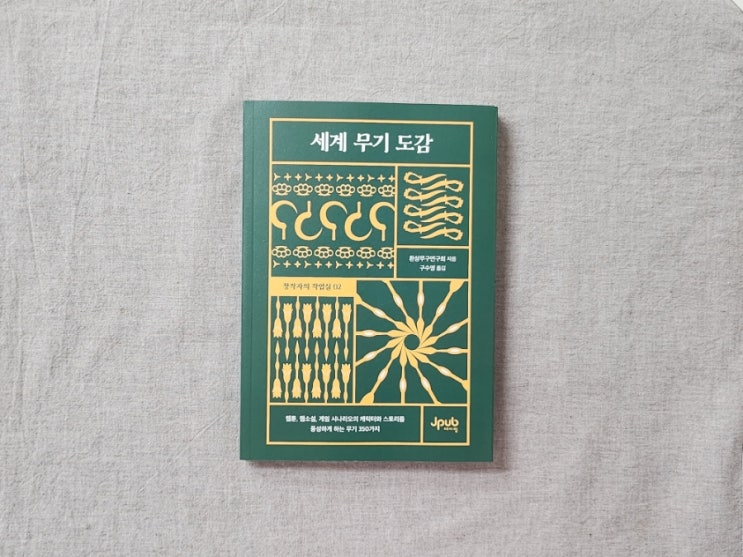 세계 무기 도감
환상무구연구회 지음
구수영 옮김
창작자의 작업실 02
웹툰, 웹소설, 게임 시나리오의 캐릭터와 스토리를
풍성하게 하는 무기 350가지
Jpub
제이펍